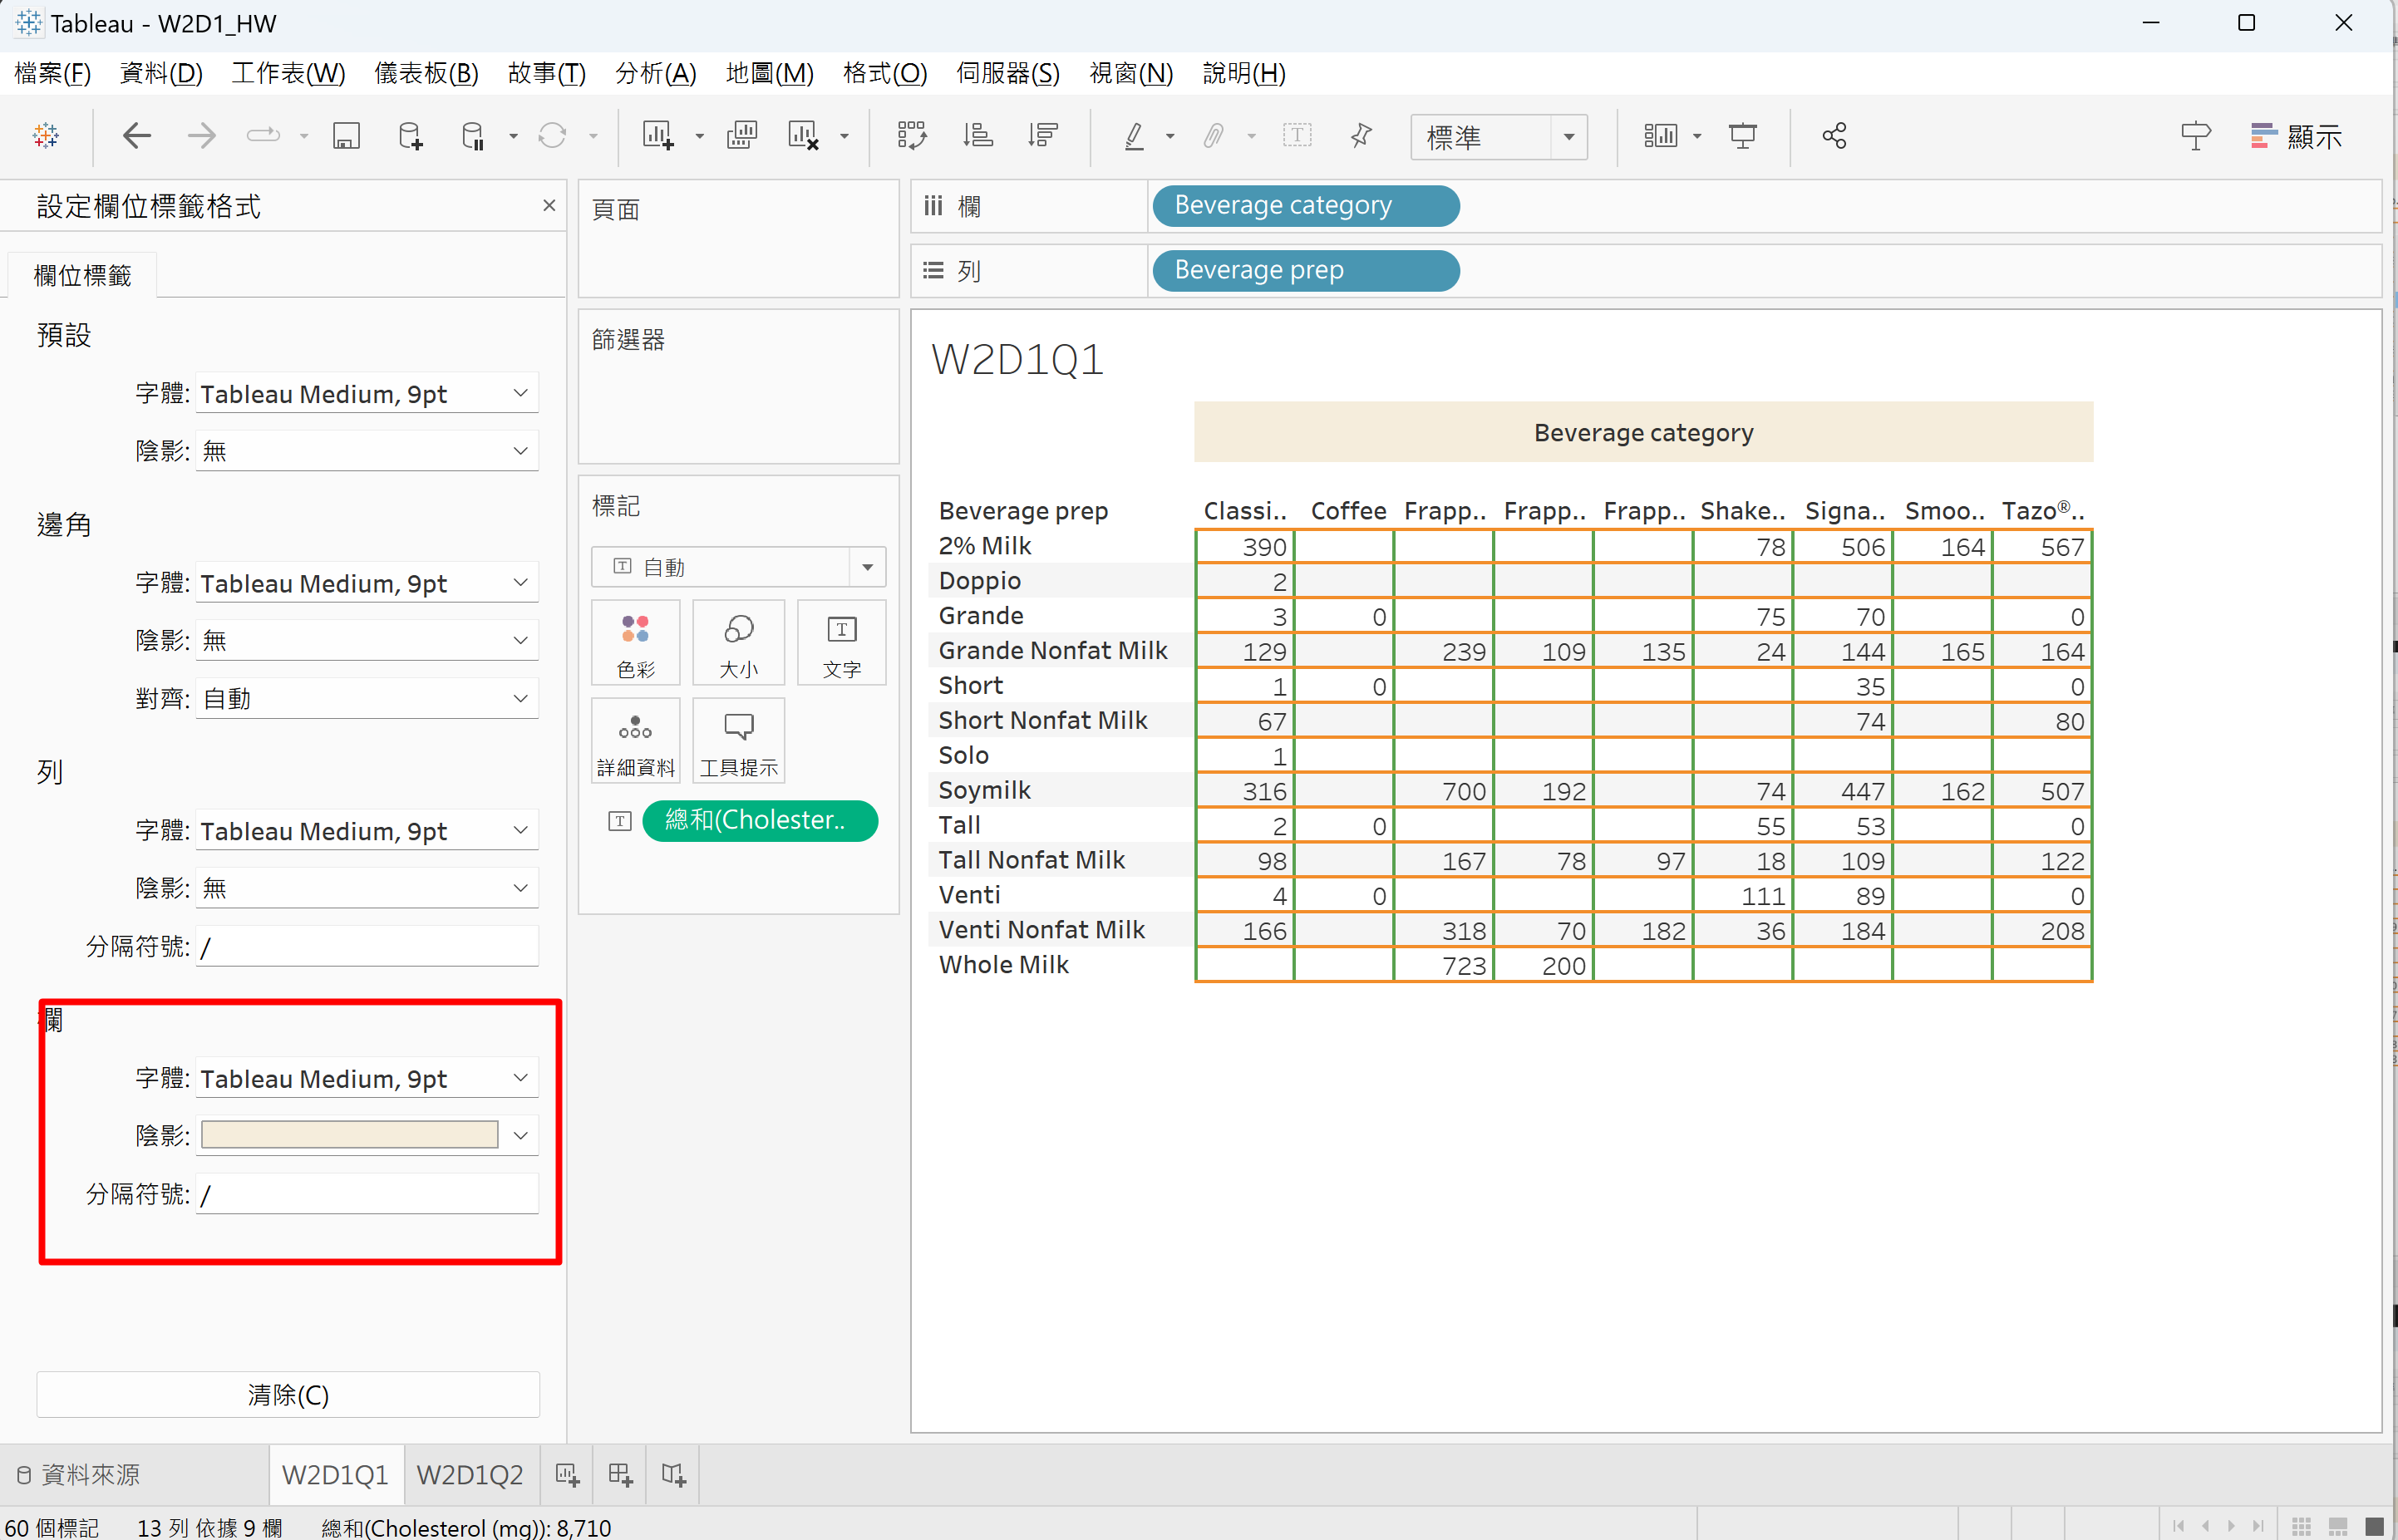 Tableau - W2D1_HW
檔案(F) 資料(D) 工作表(W) 儀表板(B) 故事(T) 分析(A) 地圖(M) 格式(O) 伺服器(S) 視窗(N) 說明(H)
標準 顯示
設定欄位標籤格式
欄位標籤
預設
字體: Tableau Medium, 9pt
陰影: 無
邊角
字體: Tableau Medium, 9pt
陰影: 無
對齊: 自動
列
字體: Tableau Medium, 9pt
陰影: 無
分隔符號: /
欄
字體: Tableau Medium, 9pt
陰影:
分隔符號: /
清除(C)
頁面
篩選器
標記
自動
色彩 大小 文字
詳細資料 工具提示
總和(Cholester..
欄 Beverage category
列 Beverage prep
W2D1Q1
Beverage category
Beverage prep Classi.. Coffee Frapp.. Frapp.. Frapp.. Shake.. Signa.. Smoo.. Tazo®..
2% Milk 390 78 506 164 567
Doppio 2
Grande 3 0 75 70 0
Grande Nonfat Milk 129 239 109 135 24 144 165 164
Short 1 0 35 0
Short Nonfat Milk 67 74 80
Solo 1
Soymilk 316 700 192 74 447 162 507
Tall 2 0 55 53 0
Tall Nonfat Milk 98 167 78 97 18 109 122
Venti 4 0 111 89 0
Venti Nonfat Milk 166 318 70 182 36 184 208
Whole Milk 723 200
資料來源 W2D1Q1 W2D1Q2
60 個標記 13 列 依據 9 欄 總和(Cholesterol (mg)): 8,710